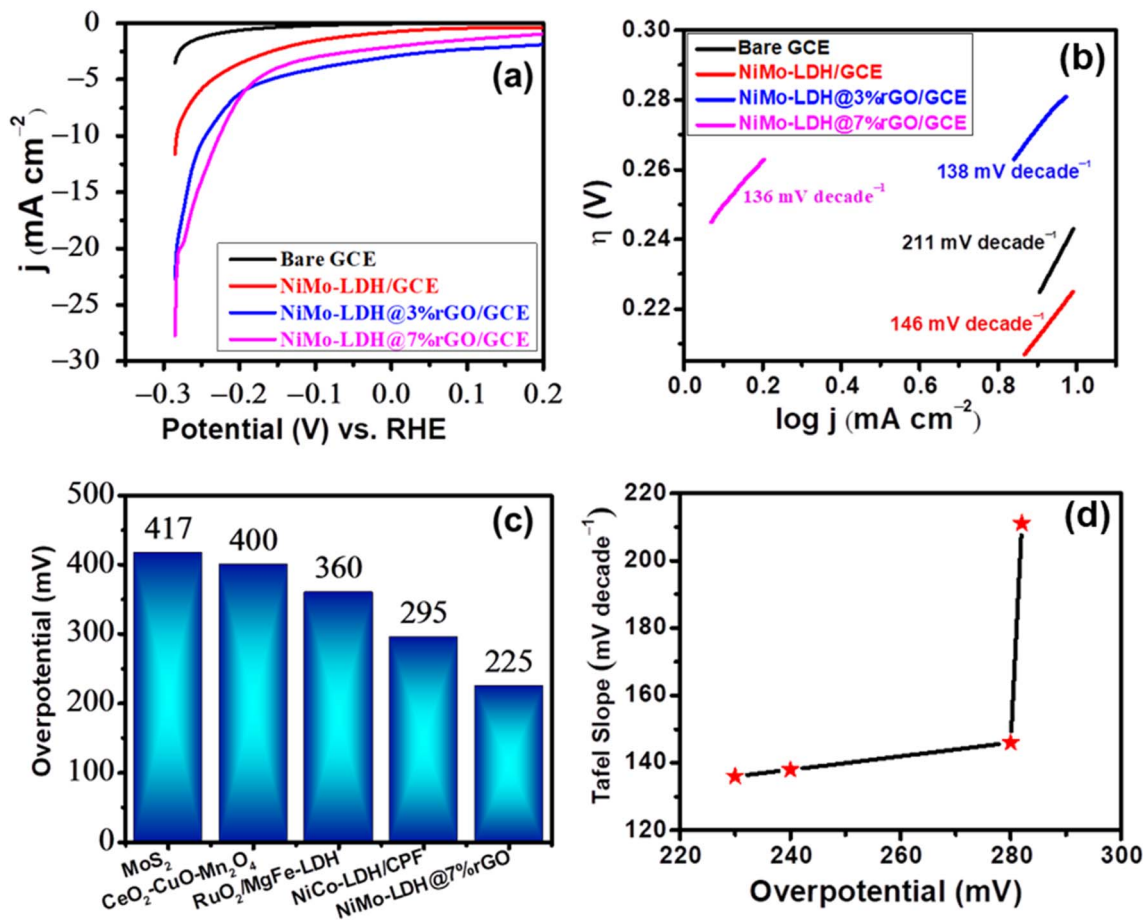 (a)
j (mA cm⁻²)
0
−5
−10
−15
−20
−25
−30
Bare GCE
NiMo-LDH/GCE
NiMo-LDH@3%rGO/GCE
NiMo-LDH@7%rGO/GCE
−0.3 −0.2 −0.1 0.0 0.1 0.2
Potential (V) vs. RHE
(b)
η (V)
0.30
0.28
0.26
0.24
0.22
Bare GCE
NiMo-LDH/GCE
NiMo-LDH@3%rGO/GCE
NiMo-LDH@7%rGO/GCE
138 mV decade⁻¹
136 mV decade⁻¹
211 mV decade⁻¹
146 mV decade⁻¹
0.0 0.2 0.4 0.6 0.8 1.0
log j (mA cm⁻²)
(c)
Overpotential (mV)
500
400
300
200
100
0
417
400
360
295
225
MoS₂
CeO₂-CuO-Mn₂O₄
RuO₂/MgFe-LDH
NiCo-LDH/CPF
NiMo-LDH@7%rGO
(d)
Tafel Slope (mV decade⁻¹)
220
200
180
160
140
120
220 240 260 280 300
Overpotential (mV)